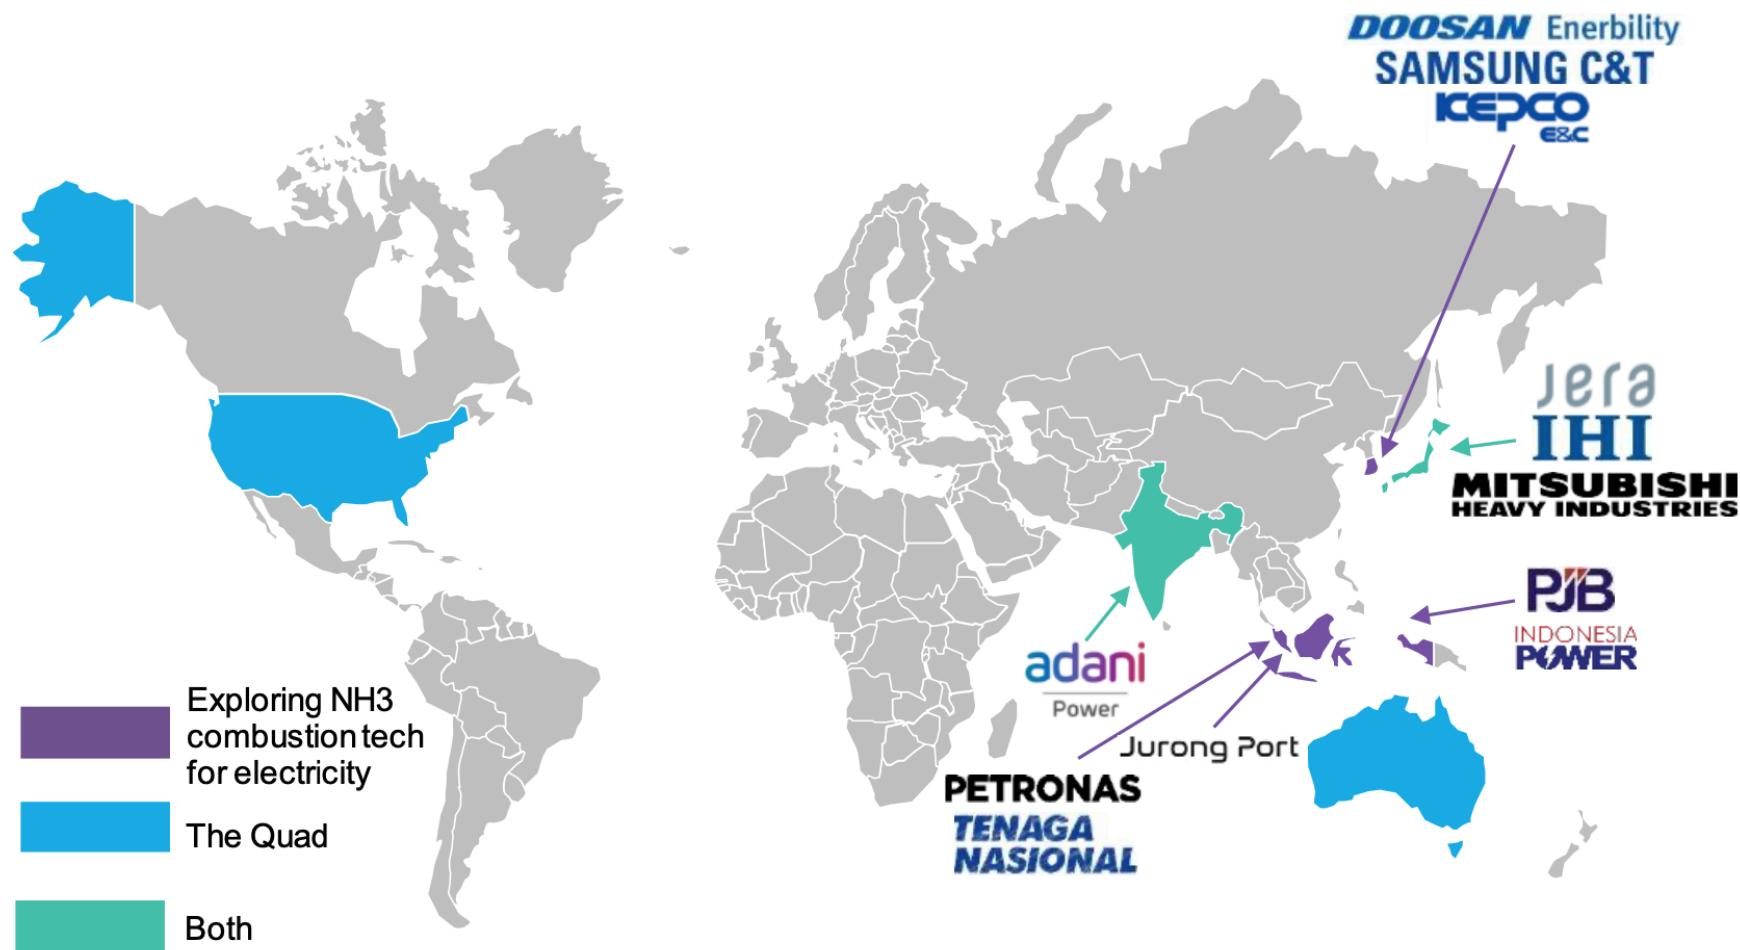 DOOSAN Enerbility
SAMSUNG C&T
KEPCO
E&C
Jera
IHI
MITSUBISHI
HEAVY INDUSTRIES
PJB
INDONESIA
POWER
adani
Power
Jurong Port
PETRONAS
TENAGA
NASIONAL
Exploring NH3
combustion tech
for electricity
The Quad
Both